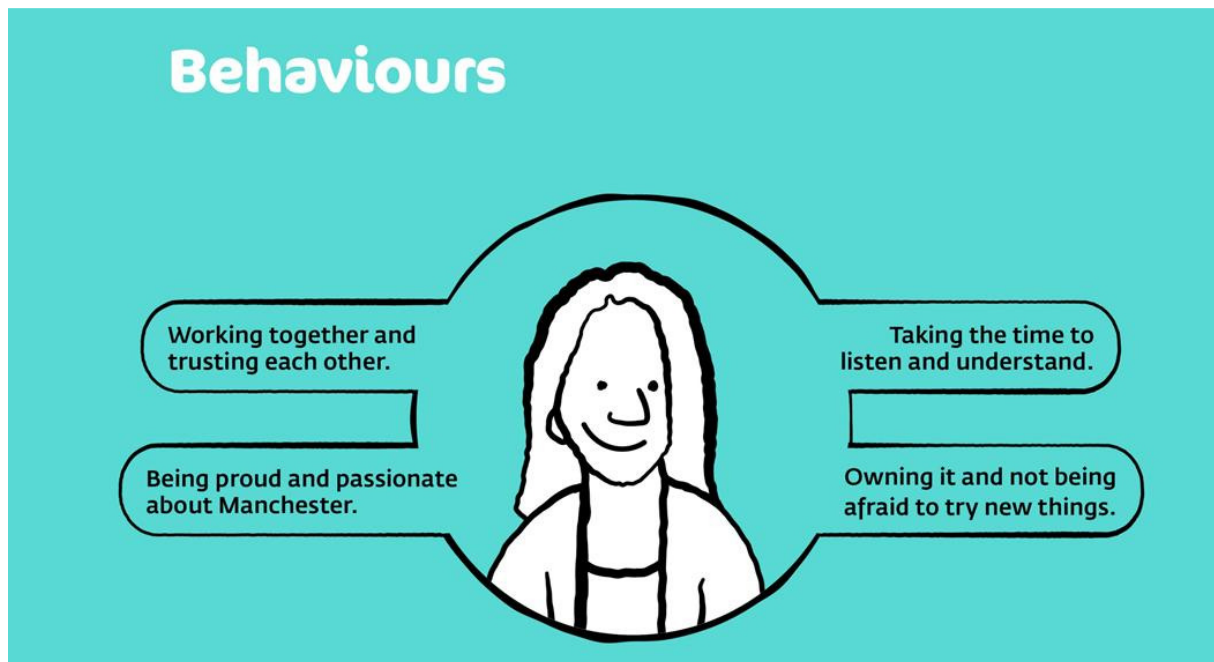 Behaviours
Working together and
trusting each other.
Being proud and passionate
about Manchester.
Taking the time to
listen and understand.
Owning it and not being
afraid to try new things.